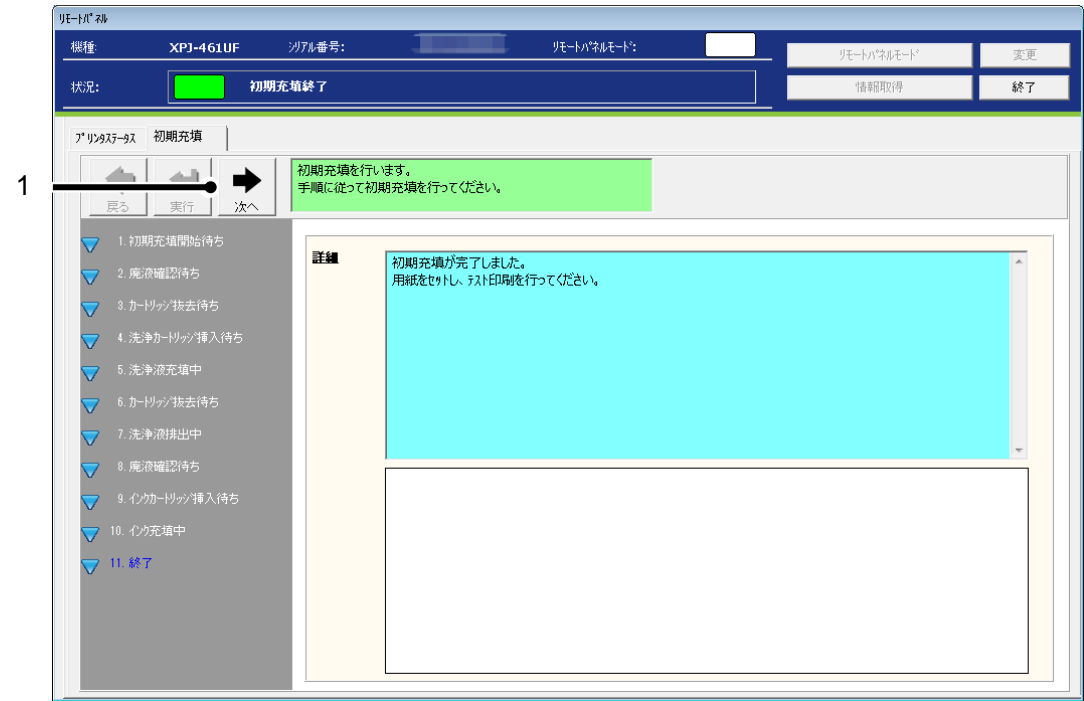 リモートパネル
機種:
XPJ-461UF
シリアル番号:
リモートパネルモード:
リモートパネルモード
変更
状況:
初期充填終了
情報取得
終了
プリンタステータス
初期充填
1
戻る
実行
次へ
初期充填を行います。
手順に従って初期充填を行ってください。
1. 初期充填開始待ち
2. 廃液確認待ち
3. カートリッジ抜去待ち
4. 洗浄カートリッジ挿入待ち
5. 洗浄液充填中
6. カートリッジ抜去待ち
7. 洗浄液排出中
8. 廃液確認待ち
9. インクカートリッジ挿入待ち
10. インク充填中
11. 終了
詳細
初期充填が完了しました。
用紙をセットし、テスト印刷を行ってください。